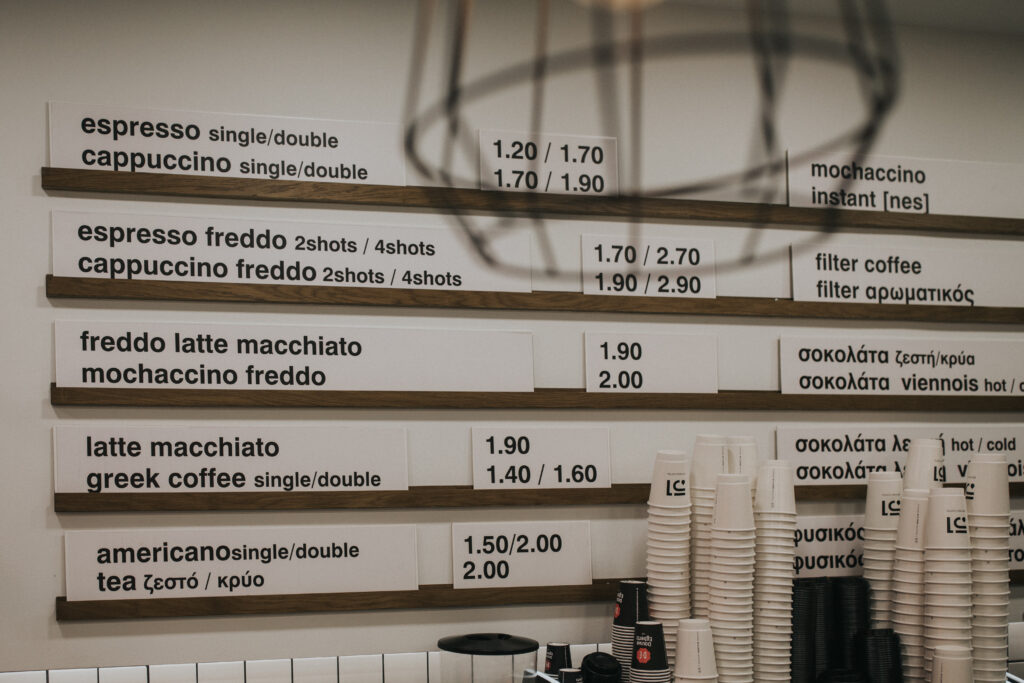 espresso single/double
cappuccino single/double
1.20 / 1.70
1.70 / 1.90
mochaccino
instant [nes]
espresso freddo 2shots / 4shots
cappuccino freddo 2shots / 4shots
1.70 / 2.70
1.90 / 2.90
filter coffee
filter αρωματικός
freddo latte macchiato
mochaccino freddo
1.90
2.00
σοκολάτα ζεστή/κρύα
σοκολάτα viennois hot /
latte macchiato
greek coffee single/double
1.90
1.40 / 1.60
σοκολάτα hot / cold
σοκολάτα
americanosingle/double
tea ζεστό / κρύο
1.50/2.00
2.00
φυσικός
φυσικός